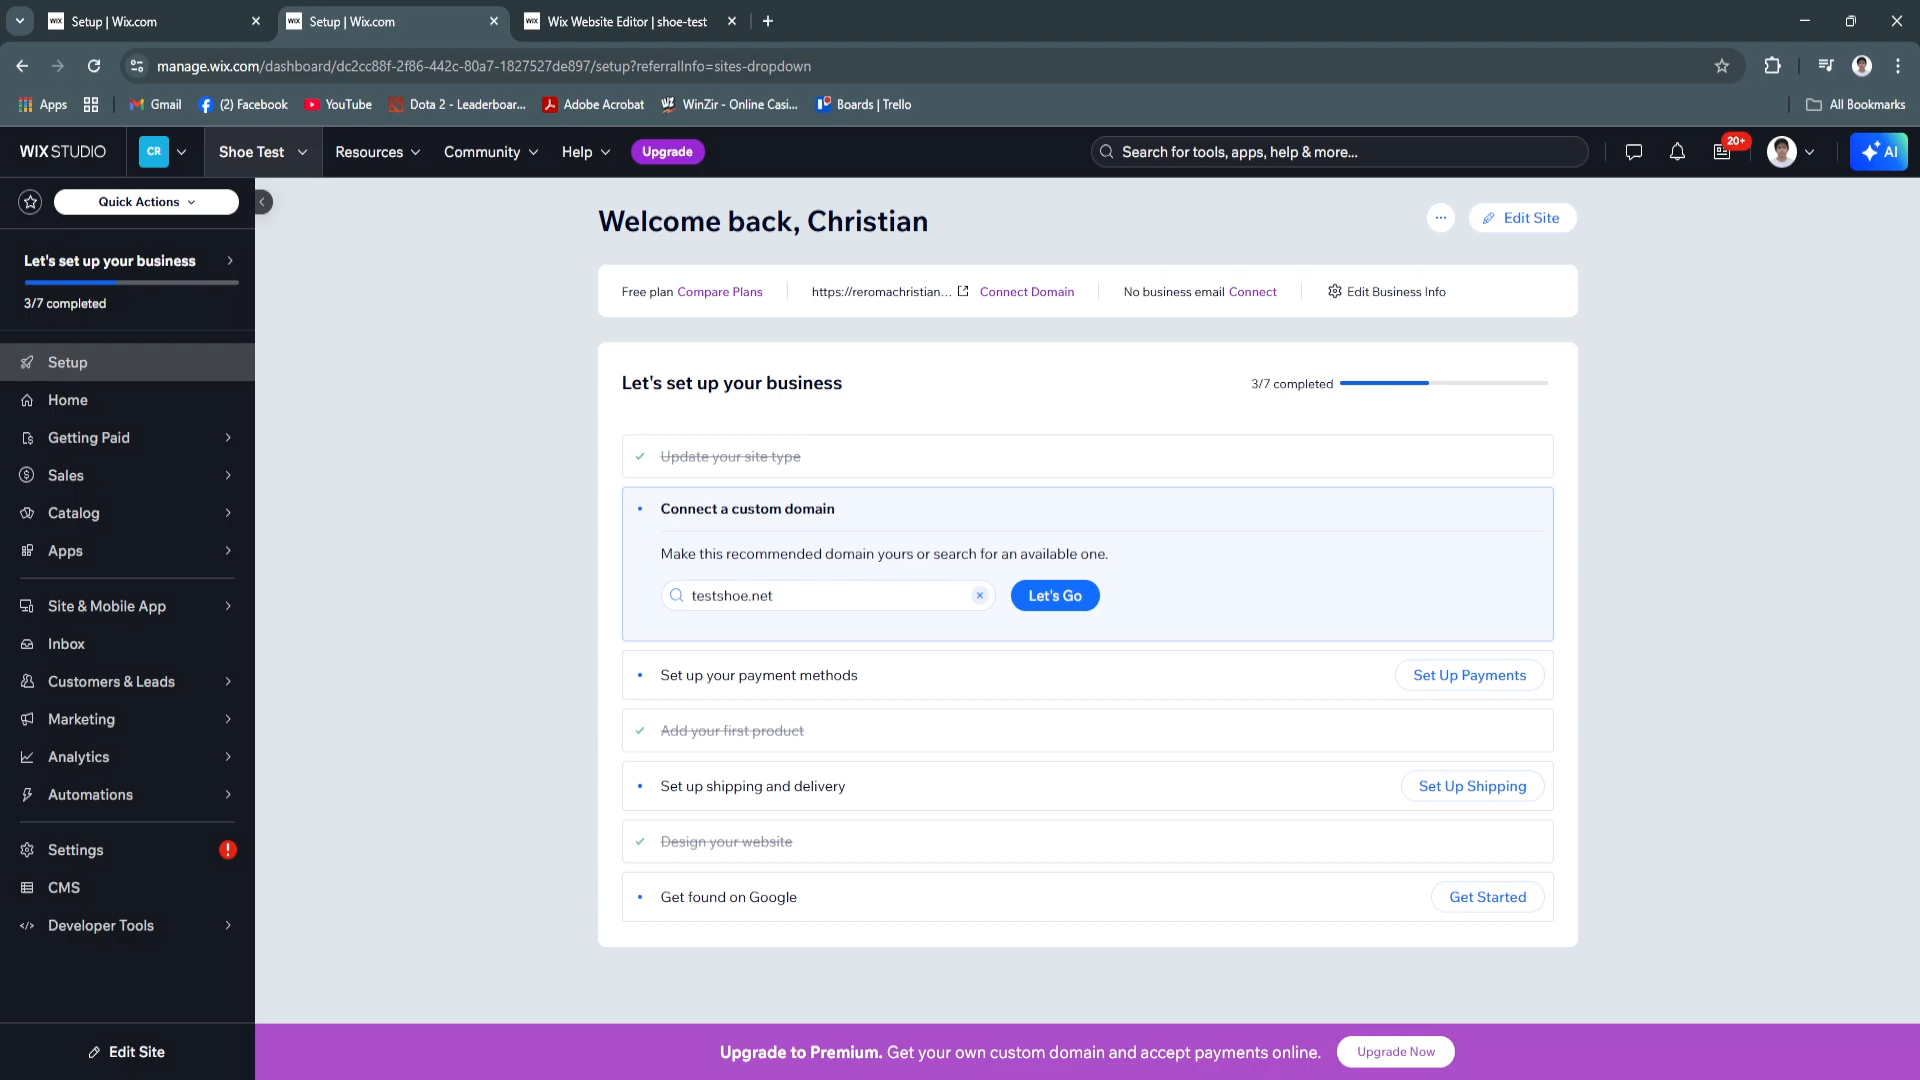 Setup | Wix.com
Setup | Wix.com
Wix Website Editor | shoe-test
manage.wix.com/dashboard/dc2cc88f-2f86-442c-80a7-1827527de897/setup?referralInfo=sites-dropdown
Apps
Gmail
(2) Facebook
YouTube
Dota 2 - Leaderboar...
Adobe Acrobat
WinZir - Online Casi...
Boards | Trello
All Bookmarks
WIX STUDIO
CR
Shoe Test
Resources
Community
Help
Upgrade
Search for tools, apps, help & more...
20+
AI
Quick Actions
Let's set up your business
3/7 completed
Setup
Home
Getting Paid
Sales
Catalog
Apps
Site & Mobile App
Inbox
Customers & Leads
Marketing
Analytics
Automations
Settings
CMS
Developer Tools
Edit Site
Welcome back, Christian
Edit Site
Free plan Compare Plans
https://reromachristian... Connect Domain
No business email Connect
Edit Business Info
Let's set up your business
3/7 completed
Update your site type
Connect a custom domain
Make this recommended domain yours or search for an available one.
testshoe.net
Let's Go
Set up your payment methods
Set Up Payments
Add your first product
Set up shipping and delivery
Set Up Shipping
Design your website
Get found on Google
Get Started
Upgrade to Premium. Get your own custom domain and accept payments online.
Upgrade Now